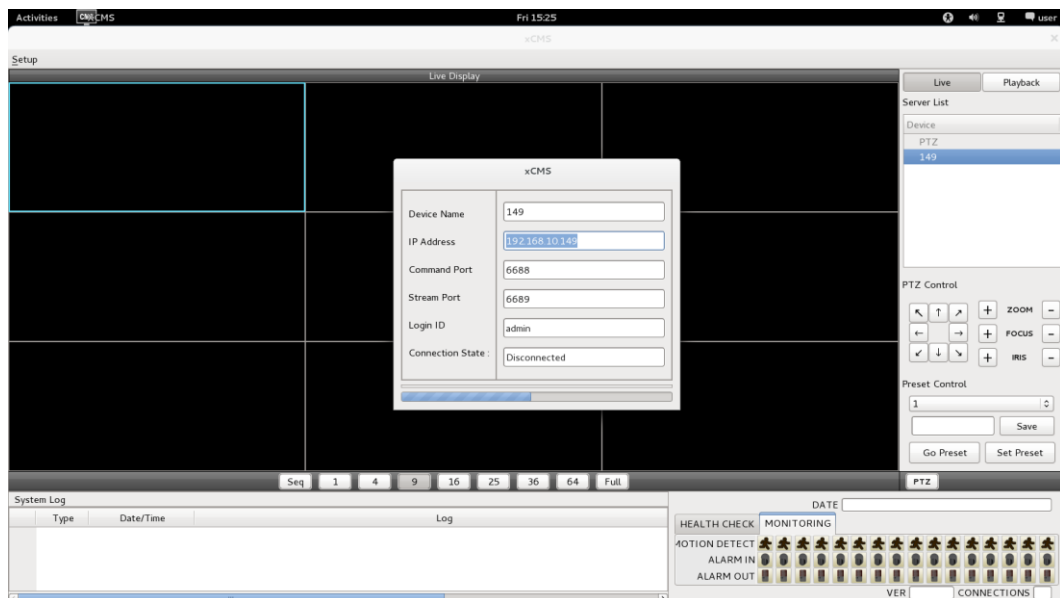 Activities CMS xCMS Fri 15:25 user
xCMS
Setup
Live Display
Live Playback
Server List
Device
PTZ
149
xCMS
Device Name 149
IP Address 192.168.10.149
Command Port 6688
Stream Port 6689
Login ID admin
Connection State : Disconnected
PTZ Control
+ ZOOM -
+ FOCUS -
+ IRIS -
Preset Control
1
Save
Go Preset Set Preset
Seq 1 4 9 16 25 36 64 Full PTZ
System Log
Type Date/Time Log
DATE
HEALTH CHECK MONITORING
MOTION DETECT
ALARM IN
ALARM OUT
VER CONNECTIONS